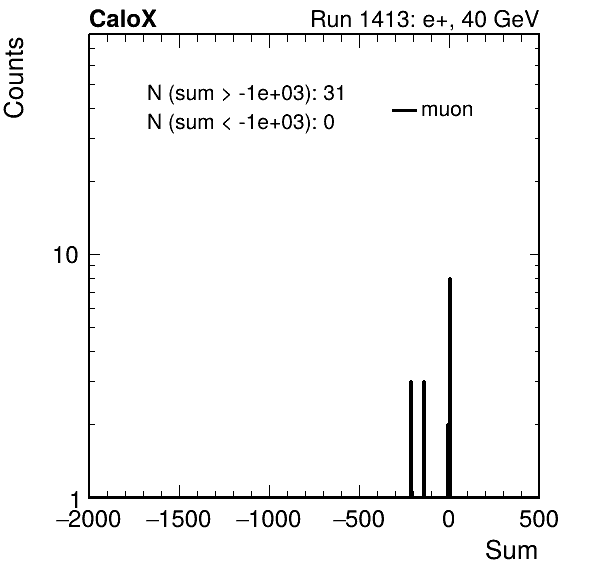 CaloX Run 1413: e+, 40 GeV
Counts
N (sum > -1e+03): 31
N (sum < -1e+03): 0
muon
10
1
−2000 −1500 −1000 −500 0 500
Sum